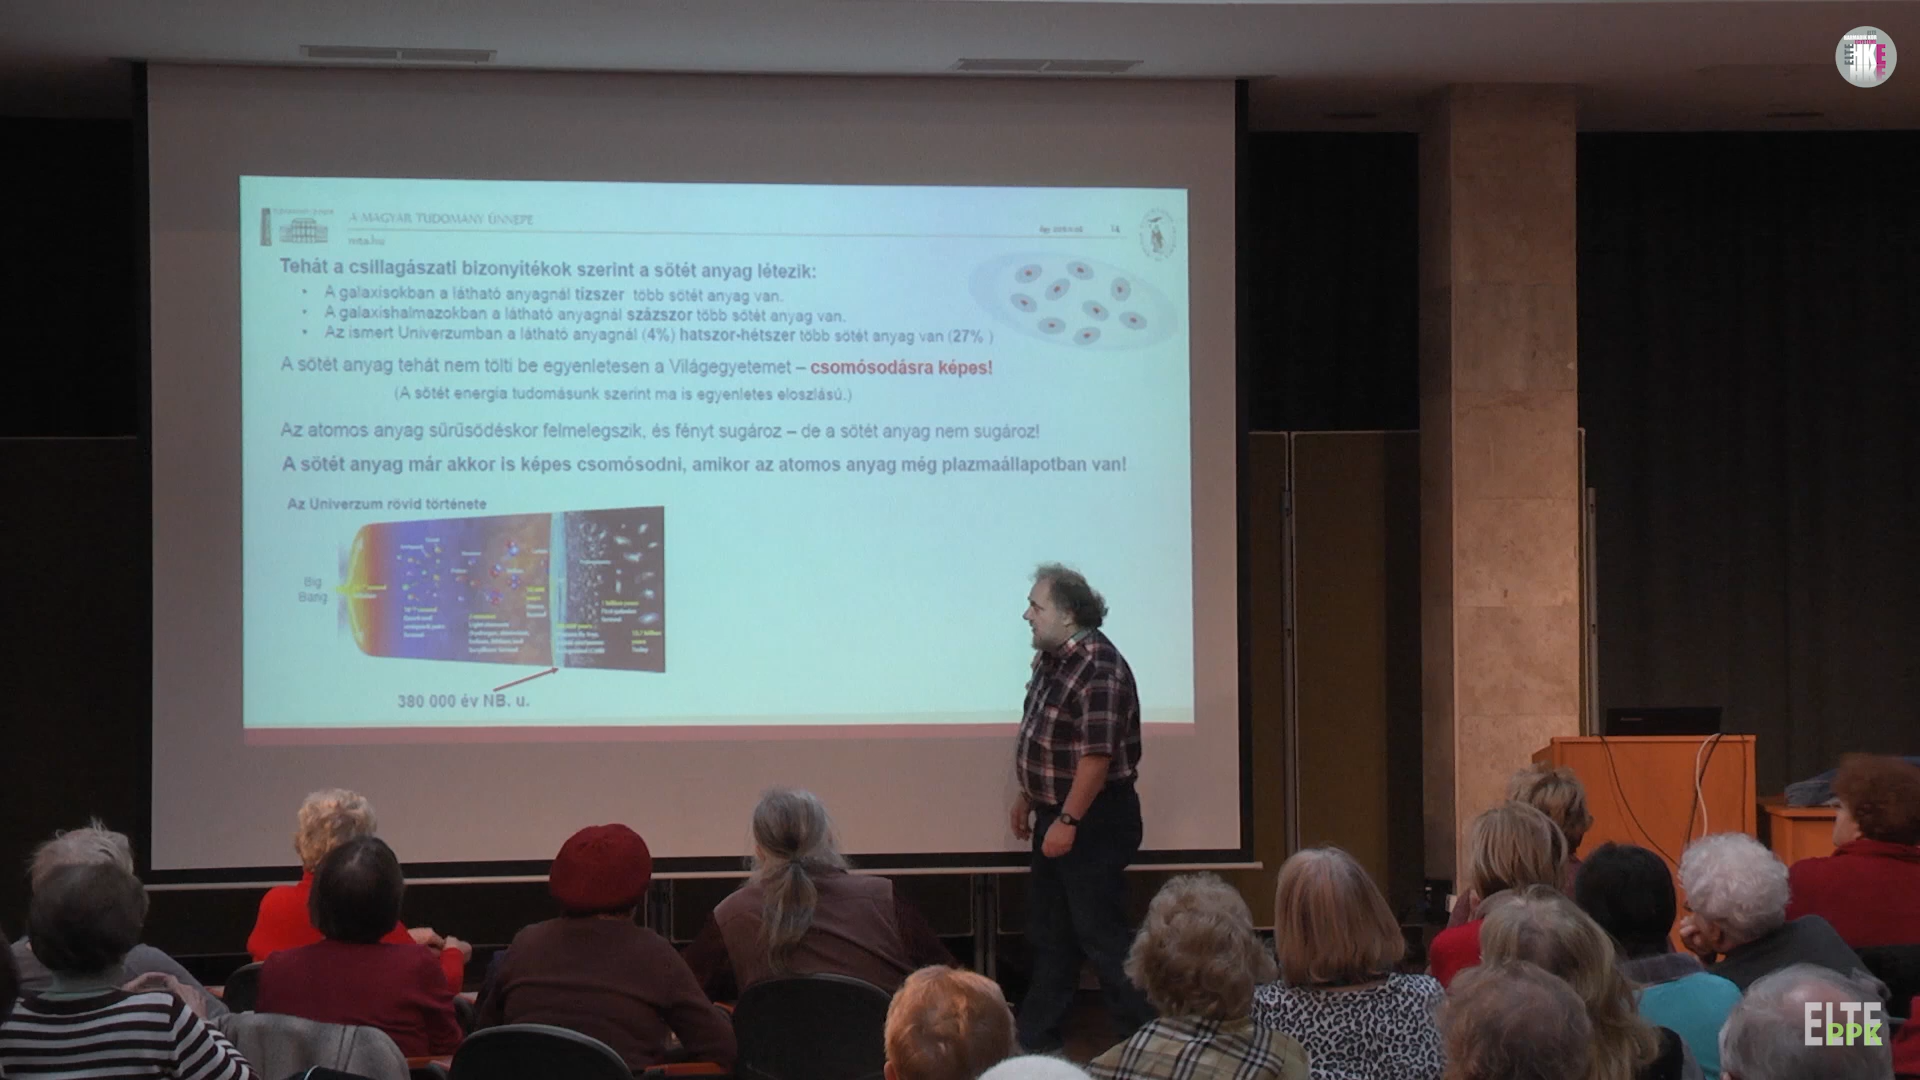 A MAGYAR TUDOMÁNY ÜNNEPE
mta.hu
14
Tehát a csillagászati bizonyítékok szerint a sötét anyag létezik:
• A galaxisokban a látható anyagnál tízszer több sötét anyag van.
• A galaxishalmazokban a látható anyagnál százszor több sötét anyag van.
• Az ismert Univerzumban a látható anyagnál (4%) hatszor-hétszer több sötét anyag van (27% )
A sötét anyag tehát nem tölti be egyenletesen a Világegyetemet – csomósodásra képes!
(A sötét energia tudomásunk szerint ma is egyenletes eloszlású.)
Az atomos anyag sűrűsödéskor felmelegszik, és fényt sugároz – de a sötét anyag nem sugároz!
A sötét anyag már akkor is képes csomósodni, amikor az atomos anyag még plazmaállapotban van!
Az Univerzum rövid története
Big
Bang
380 000 év NB. u.
ELTE
PPK